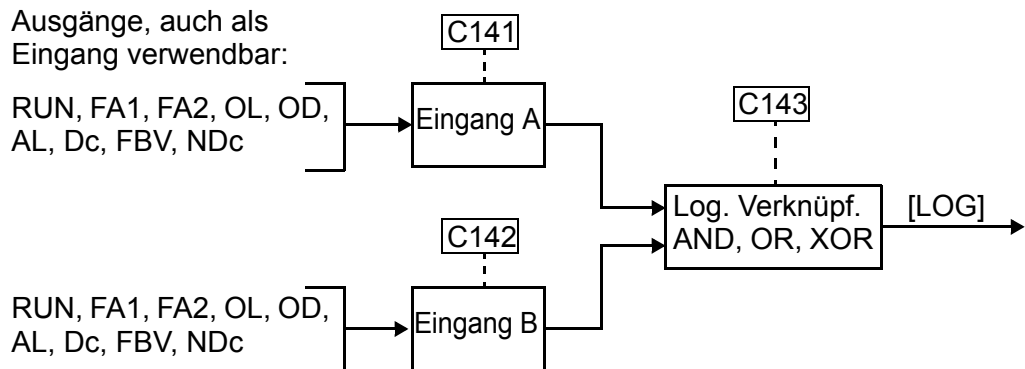 Ausgänge, auch als
Eingang verwendbar:
C141
RUN, FA1, FA2, OL, OD,
AL, Dc, FBV, NDc
Eingang A
C143
Log. Verknüpf.
AND, OR, XOR
[LOG]
C142
RUN, FA1, FA2, OL, OD,
AL, Dc, FBV, NDc
Eingang B